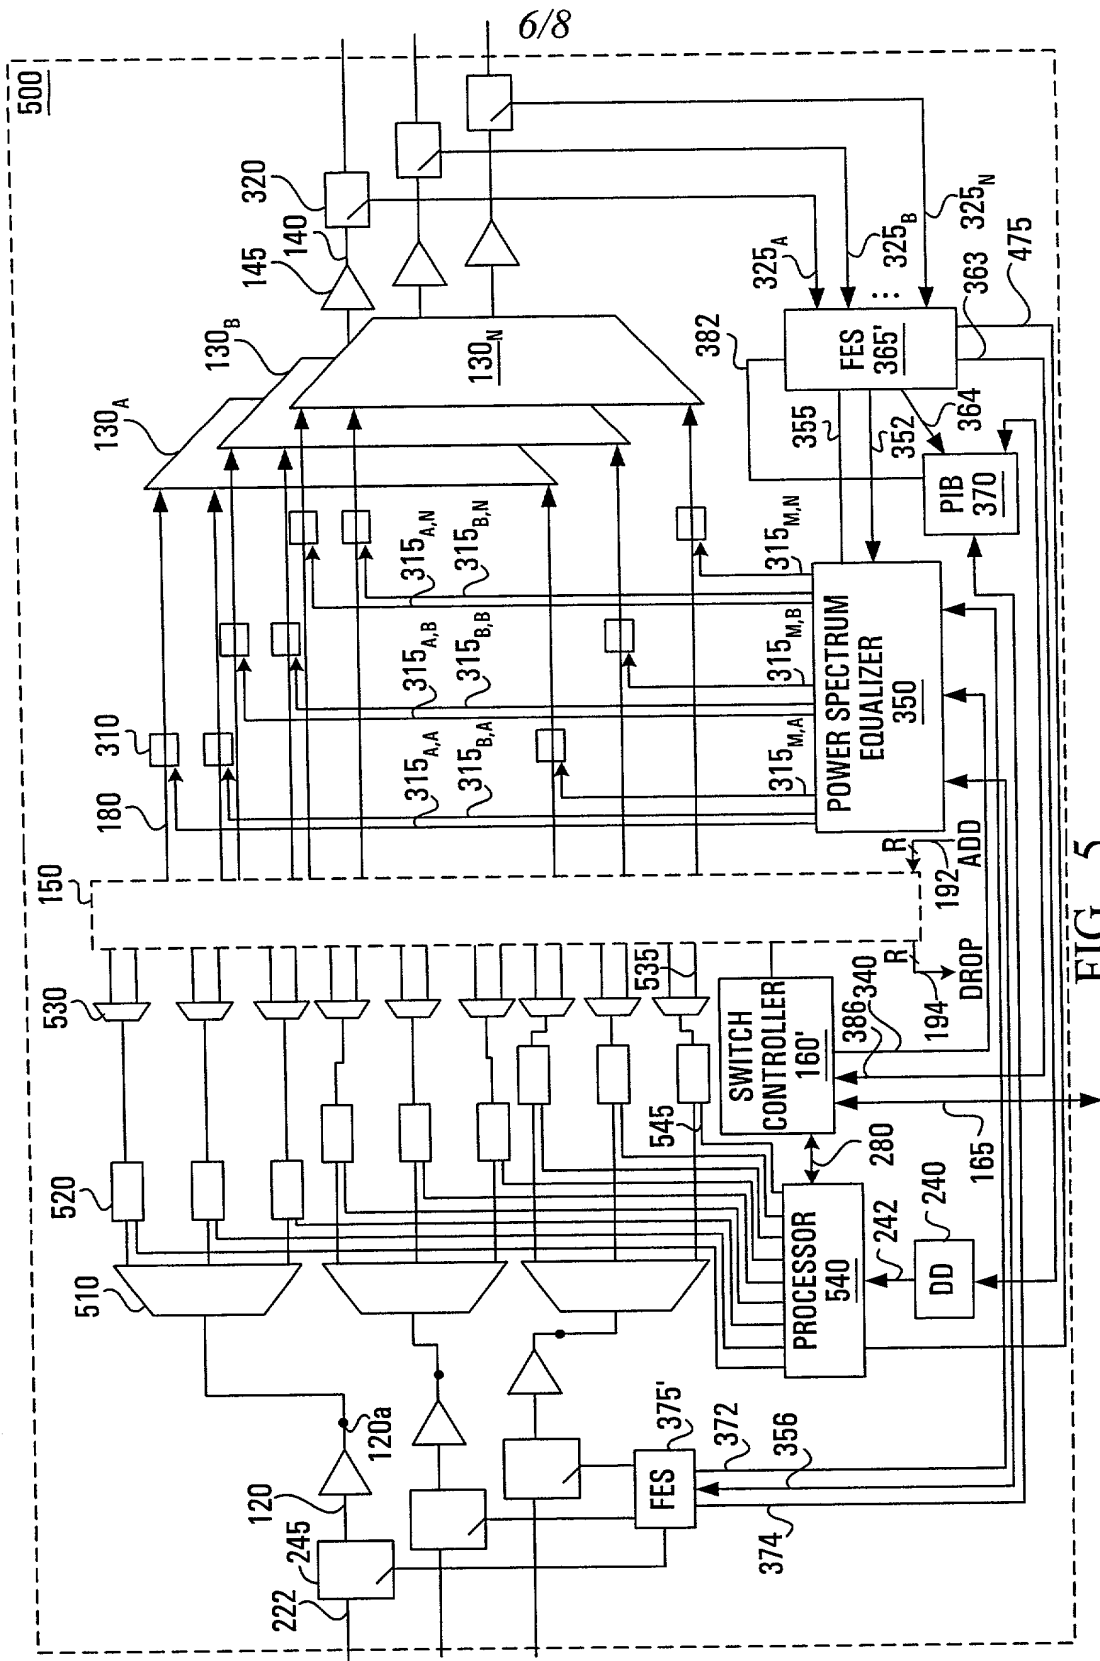 6/8
500
320
140
145
130B
130A
130N
325A
325B
325N
475
363
382
FES
365'
355
352
364
PIB
370
315A,N
315B,N
315M,N
315A,B
315B,B
315M,B
310
315A,A
315B,A
315M,A
180
POWER SPECTRUM
EQUALIZER
350
150
R
192
ADD
R
194
DROP
530
535
SWITCH
CONTROLLER
160'
386
340
520
545
280
165
510
PROCESSOR
540
242
240
DD
120a
120
245
222
375'
FES
372
356
374
FIG. 5